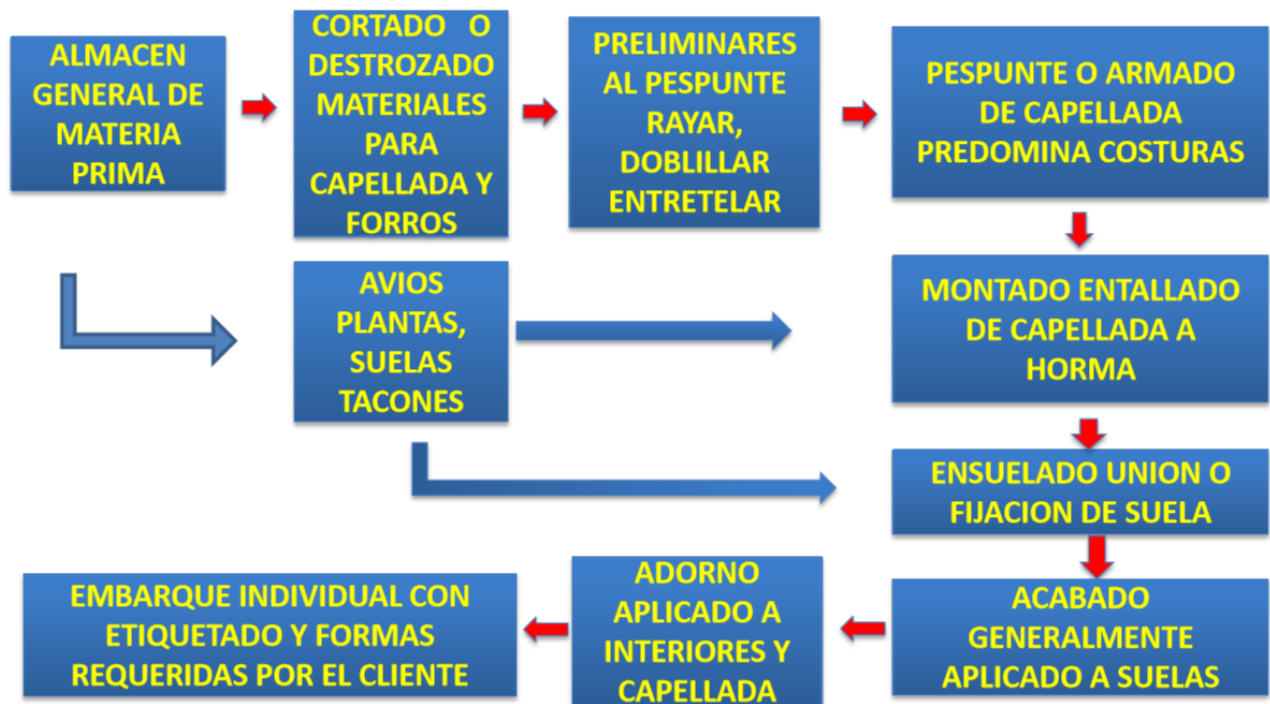 ALMACEN
GENERAL DE
MATERIA
PRIMA
CORTADO O
DESTROZADO
MATERIALES
PARA
CAPELLADA Y
FORROS
PRELIMINARES
AL PESPUNTE
RAYAR,
DOBLILLAR
ENTRETELAR
PESPUNTE O ARMADO
DE CAPELLADA
PREDOMINA COSTURAS
AVIOS
PLANTAS,
SUELAS
TACONES
MONTADO ENTALLADO
DE CAPELLADA A
HORMA
ENSUELADO UNION O
FIJACION DE SUELA
ACABADO
GENERALMENTE
APLICADO A SUELAS
ADORNO
APLICADO A
INTERIORES Y
CAPELLADA
EMBARQUE INDIVIDUAL CON
ETIQUETADO Y FORMAS
REQUERIDAS POR EL CLIENTE